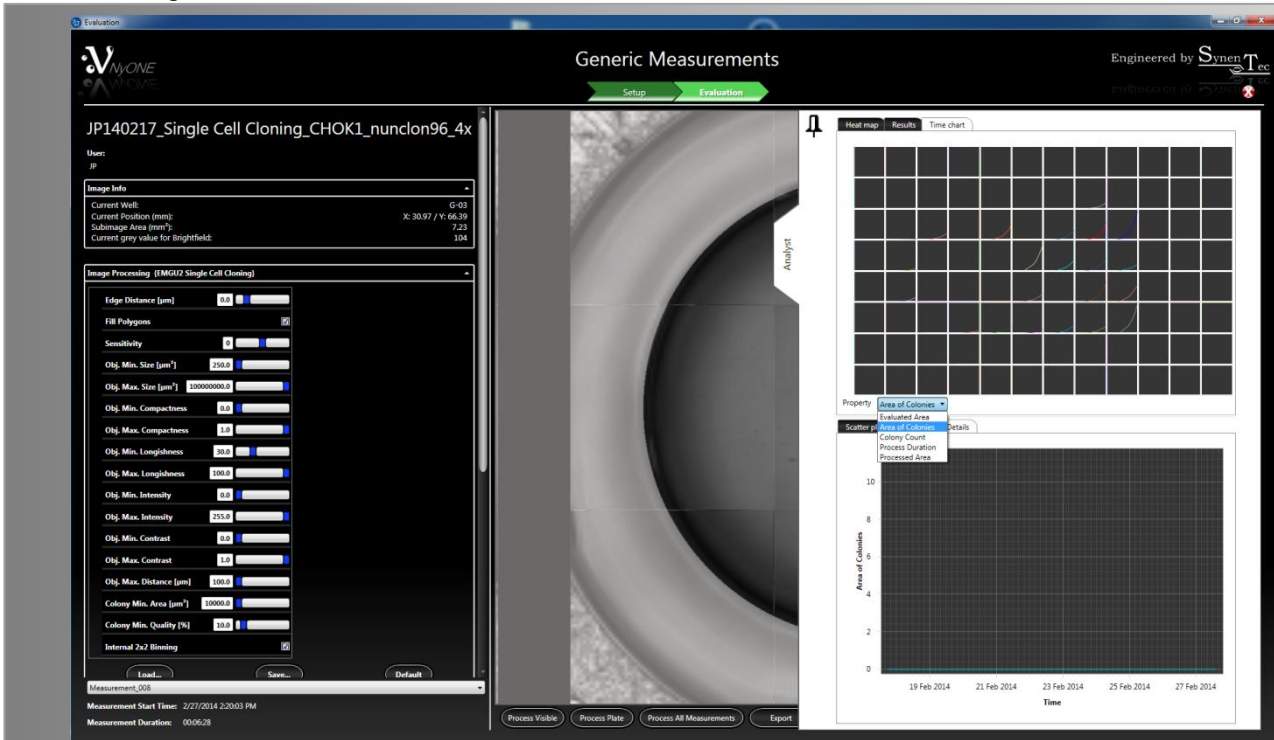 Evaluation
NyONE
Generic Measurements
Engineered by SynenTec
Setup
Evaluation
JP140217_Single Cell Cloning_CHOK1_nunclon96_4x
User:
JP
Image Info
Current Well: G-03
Current Position (mm): X: 30.97 / Y: 66.39
Subimage Area (mm²): 7.23
Current grey value for Brightfield: 104
Image Processing (EMGU2 Single Cell Cloning)
Edge Distance [µm] 0.0
Fill Polygons
Sensitivity 0
Obj. Min. Size [µm²] 250.0
Obj. Max. Size [µm²] 100000000.0
Obj. Min. Compactness 0.0
Obj. Max. Compactness 1.0
Obj. Min. Longishness 30.0
Obj. Max. Longishness 100.0
Obj. Min. Intensity 0.0
Obj. Max. Intensity 255.0
Obj. Min. Contrast 0.0
Obj. Max. Contrast 1.0
Obj. Max. Distance [µm] 100.0
Colony Min. Area [µm²] 10000.0
Colony Min. Quality [%] 10.0
Internal 2x2 Binning
Load... Save... Default
Measurement_008
Measurement Start Time: 2/27/2014 2:20:03 PM
Measurement Duration: 00:06:28
Process Visible Process Plate Process All Measurements Export
Analyst
Heat map Results Time chart
Property Area of Colonies
Evaluated Area
Area of Colonies
Colony Count
Process Duration
Processed Area
Scatter pl Details
Area of Colonies
10
8
6
4
2
0
19 Feb 2014 21 Feb 2014 23 Feb 2014 25 Feb 2014 27 Feb 2014
Time